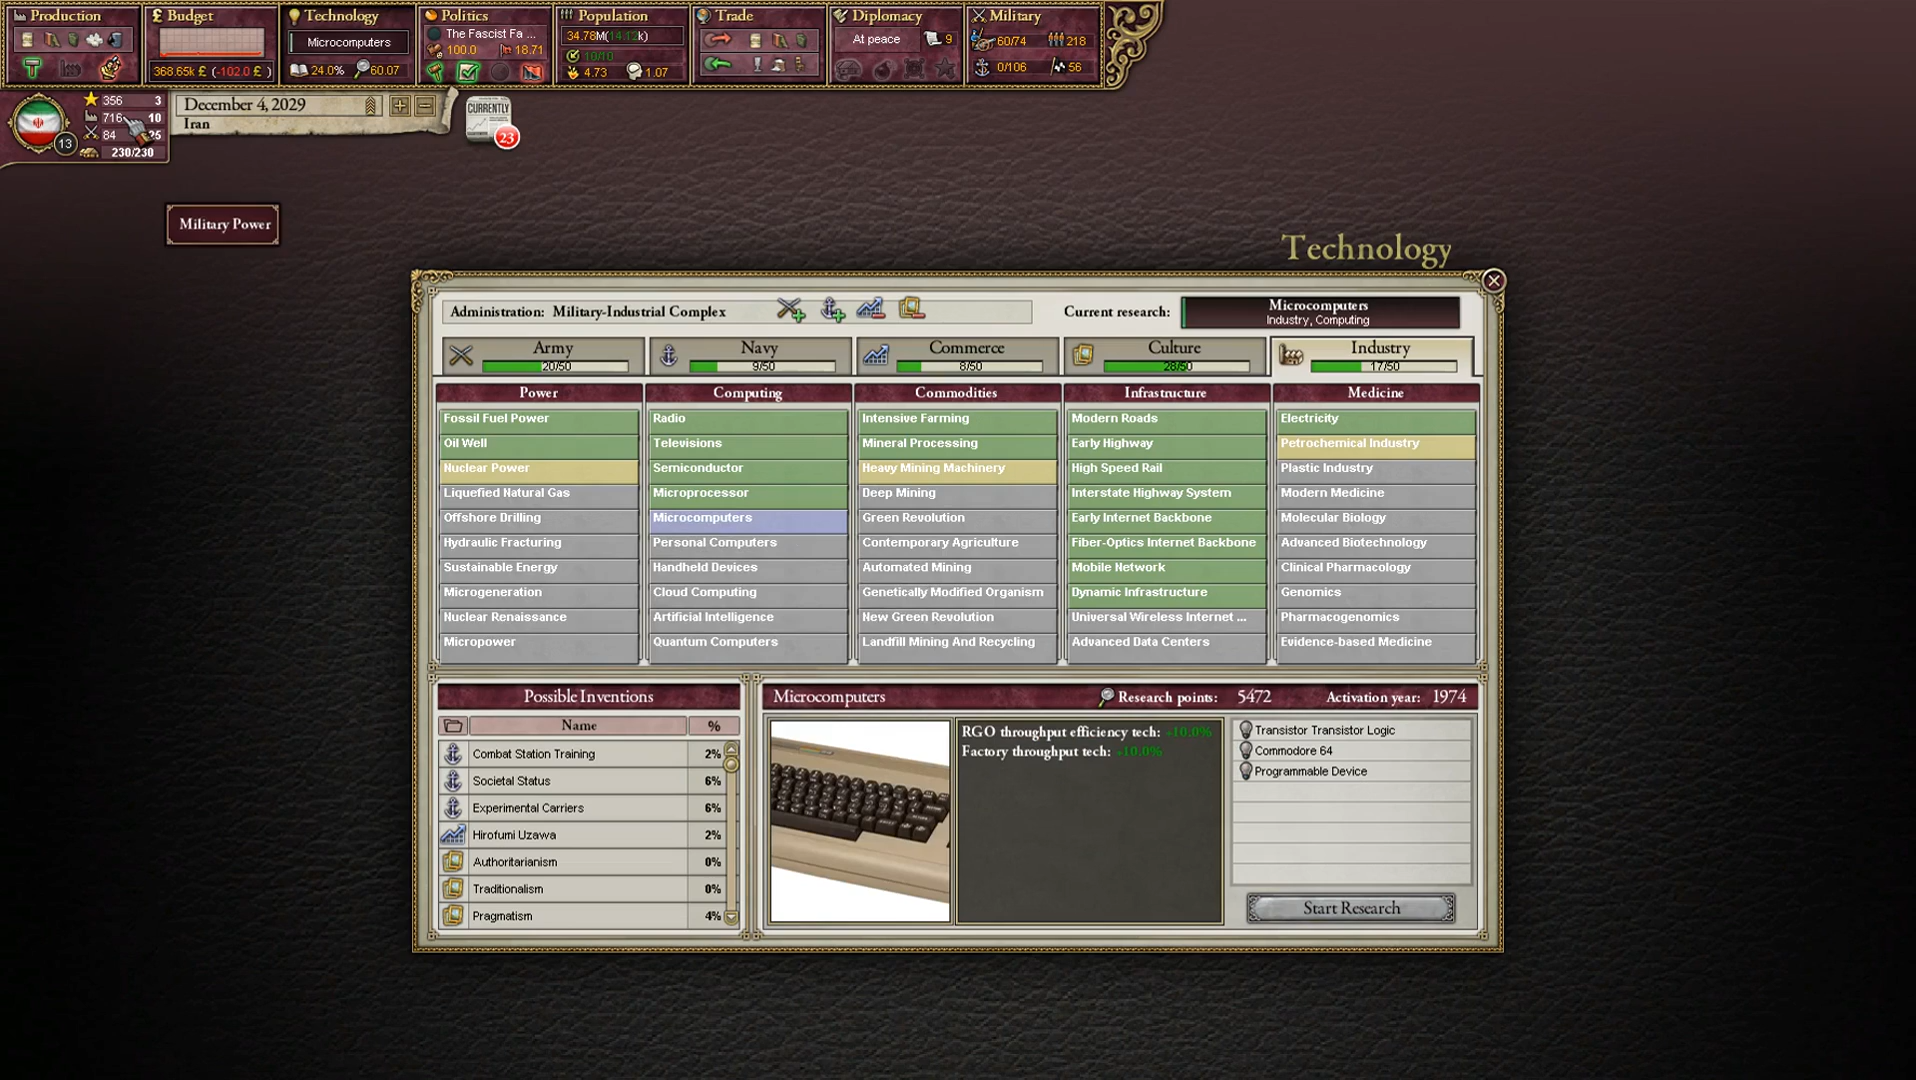 Production
Budget
368.65k £ (-102.0 £ )
Technology
Microcomputers
24.0% 60.07
Politics
The Fascist Fa ...
100.0 18.71
Population
34.78M(14.12k)
10/10
4.73 1.07
Trade
Diplomacy
At peace 9
Military
60/74 218
0/106 56
356 3
716 10
84 25
13
230/230
December 4, 2029
Iran
CURRENTLY
23
Military Power
Technology
Administration: Military-Industrial Complex
Current research:
Microcomputers
Industry, Computing
Army
20/50
Navy
9/50
Commerce
8/50
Culture
28/50
Industry
17/50
Power
Fossil Fuel Power
Oil Well
Nuclear Power
Liquefied Natural Gas
Offshore Drilling
Hydraulic Fracturing
Sustainable Energy
Microgeneration
Nuclear Renaissance
Micropower
Computing
Radio
Televisions
Semiconductor
Microprocessor
Microcomputers
Personal Computers
Handheld Devices
Cloud Computing
Artificial Intelligence
Quantum Computers
Commodities
Intensive Farming
Mineral Processing
Heavy Mining Machinery
Deep Mining
Green Revolution
Contemporary Agriculture
Automated Mining
Genetically Modified Organism
New Green Revolution
Landfill Mining And Recycling
Infrastructure
Modern Roads
Early Highway
High Speed Rail
Interstate Highway System
Early Internet Backbone
Fiber-Optics Internet Backbone
Mobile Network
Dynamic Infrastructure
Universal Wireless Internet ...
Advanced Data Centers
Medicine
Electricity
Petrochemical Industry
Plastic Industry
Modern Medicine
Molecular Biology
Advanced Biotechnology
Clinical Pharmacology
Genomics
Pharmacogenomics
Evidence-based Medicine
Possible Inventions
Name %
Combat Station Training 2%
Societal Status 6%
Experimental Carriers 6%
Hirofumi Uzawa 2%
Authoritarianism 0%
Traditionalism 0%
Pragmatism 4%
Microcomputers
Research points: 5472
Activation year: 1974
RGO throughput efficiency tech: +10.0%
Factory throughput tech: +10.0%
Transistor Transistor Logic
Commodore 64
Programmable Device
Start Research